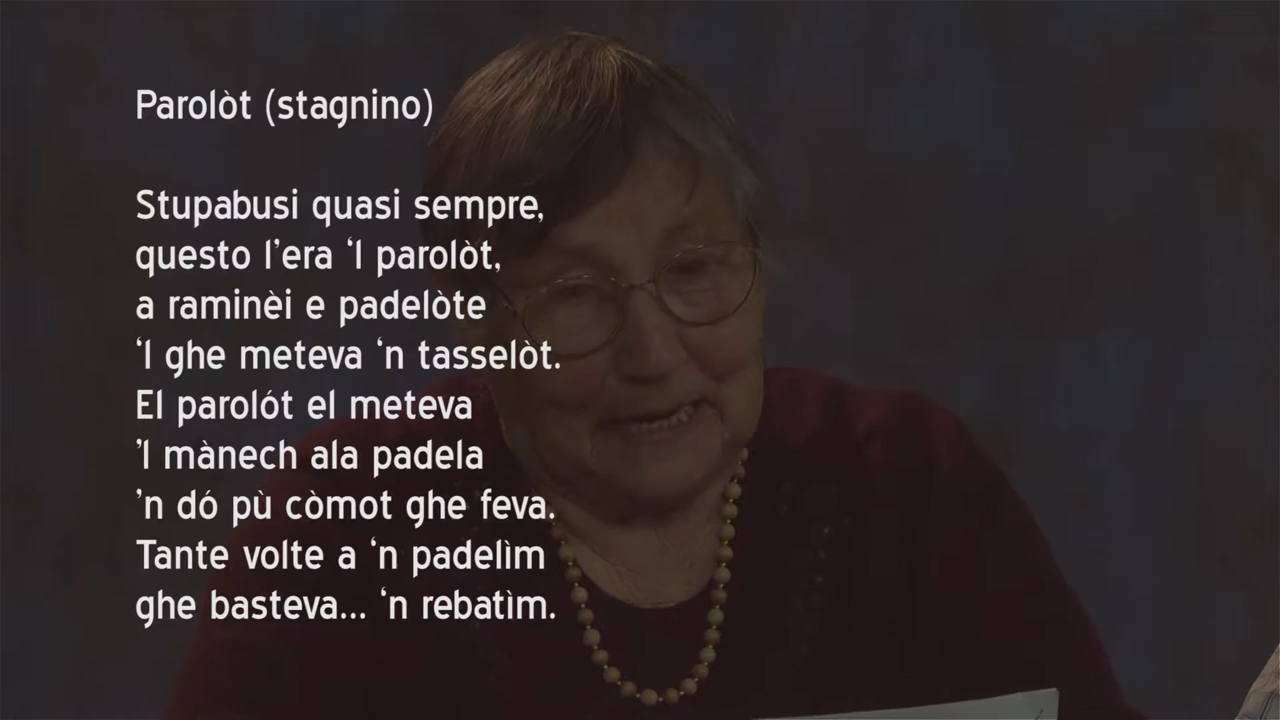 Parolòt (stagnino)
Stupabusi quasi sempre,
questo l’era ‘l parolòt,
a raminèi e padelòte
‘l ghe meteva ‘n tasselòt.
El parolót el meteva
’l mànech ala padela
’n dó pù còmot ghe feva.
Tante volte a ‘n padelìm
ghe basteva... ‘n rebatìm.